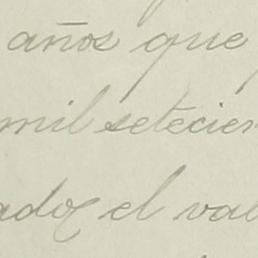 años que
mil setecien
ado el val